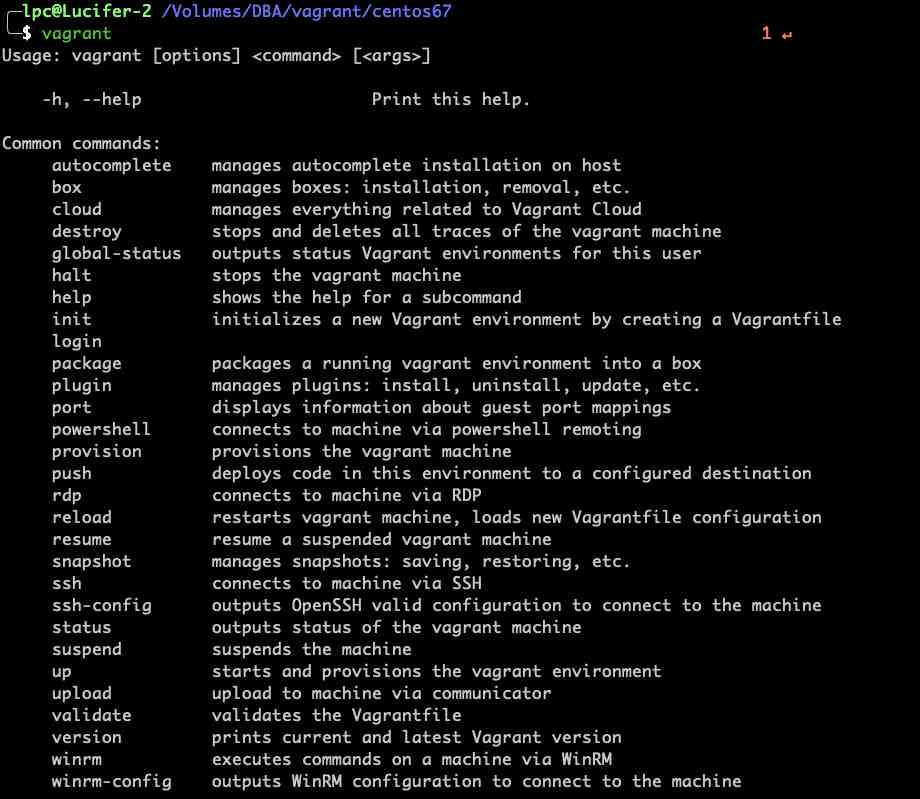 lpc@Lucifer-2 /Volumes/DBA/vagrant/centos67
$ vagrant 1 ↵
Usage: vagrant [options] <command> [<args>]
-h, --help Print this help.
Common commands:
autocomplete manages autocomplete installation on host
box manages boxes: installation, removal, etc.
cloud manages everything related to Vagrant Cloud
destroy stops and deletes all traces of the vagrant machine
global-status outputs status Vagrant environments for this user
halt stops the vagrant machine
help shows the help for a subcommand
init initializes a new Vagrant environment by creating a Vagrantfile
login
package packages a running vagrant environment into a box
plugin manages plugins: install, uninstall, update, etc.
port displays information about guest port mappings
powershell connects to machine via powershell remoting
provision provisions the vagrant machine
push deploys code in this environment to a configured destination
rdp connects to machine via RDP
reload restarts vagrant machine, loads new Vagrantfile configuration
resume resume a suspended vagrant machine
snapshot manages snapshots: saving, restoring, etc.
ssh connects to machine via SSH
ssh-config outputs OpenSSH valid configuration to connect to the machine
status outputs status of the vagrant machine
suspend suspends the machine
up starts and provisions the vagrant environment
upload upload to machine via communicator
validate validates the Vagrantfile
version prints current and latest Vagrant version
winrm executes commands on a machine via WinRM
winrm-config outputs WinRM configuration to connect to the machine